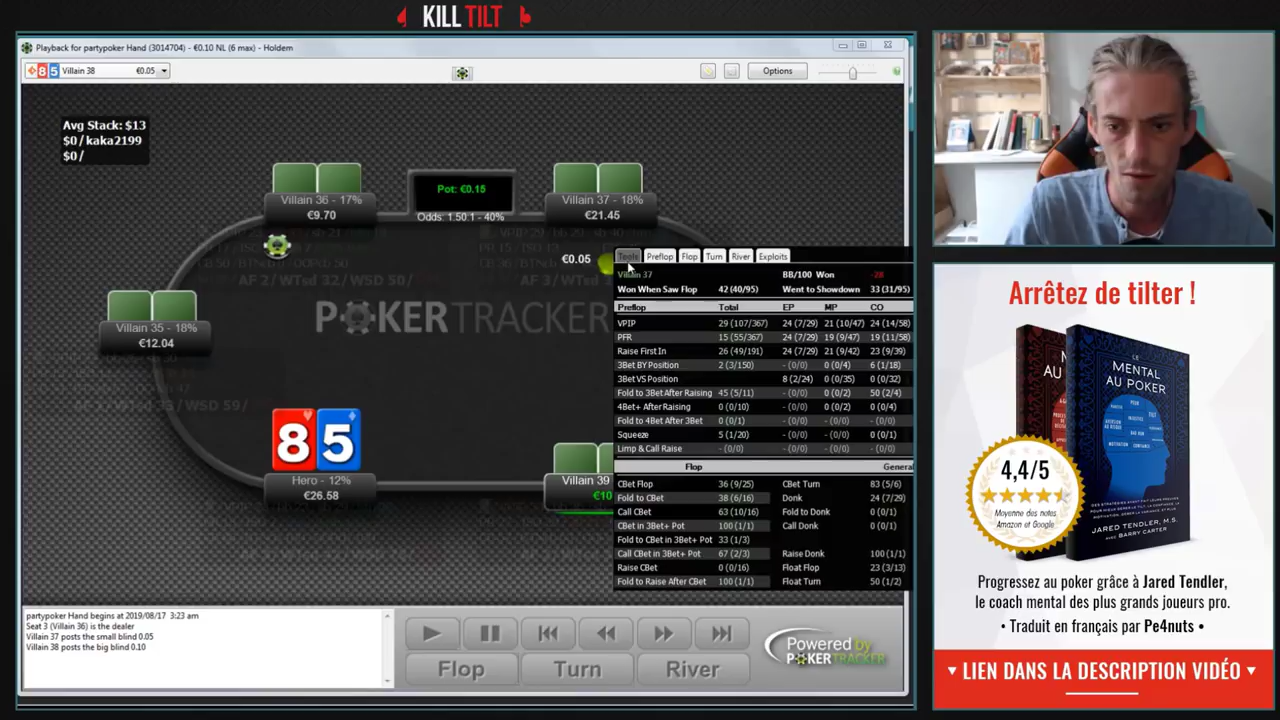 KILL TILT
Playback for partypoker Hand (3014704) - €0.10 NL (6 max) - Holdem
85 Villain 38 €0.05
Options
Avg Stack: $13
$0 / kaka2199
$0 /
Villain 36 - 17%
€9.70
Pot: €0.15
Odds: 1.50:1 - 40%
Villain 37 - 18%
€21.45
€0.05
AF 2 / WTsd 32 / WSD 50 /
Villain 35 - 18%
€12.04
POKERTRACKER
8 5
Hero - 12%
€26.58
Villain 39
€10
Tools Preflop Flop Turn River Exploits
Villain 37 BB/100 Won -28
Won When Saw Flop 42 (40/95) Went to Showdown 33 (31/95)
Preflop Total EP MP CO
VPIP 29 (107/367) 24 (7/29) 21 (10/47) 24 (14/58)
PFR 15 (55/367) 24 (7/29) 19 (9/47) 19 (11/58)
Raise First In 26 (49/191) 24 (7/29) 21 (9/42) 23 (9/39)
3Bet BY Position 2 (3/150) - (0/0) 0 (0/4) 6 (1/18)
3Bet VS Position 8 (2/24) 0 (0/35) 0 (0/32)
Fold to 3Bet After Raising 45 (5/11) - (0/0) 0 (0/2) 50 (2/4)
4Bet+ After Raising 0 (0/10) - (0/0) 0 (0/2) 0 (0/4)
Fold to 4Bet After 3Bet 0 (0/1) - (0/0) - (0/0) - (0/0)
Squeeze 5 (1/20) - (0/0) - (0/0) 0 (0/1)
Limp & Call Raise - (0/0) - (0/0) - (0/0) - (0/0)
Flop General
CBet Flop 36 (9/25) CBet Turn 83 (5/6)
Fold to CBet 38 (6/16) Donk 24 (7/29)
Call CBet 63 (10/16) Fold to Donk 0 (0/1)
CBet in 3Bet+ Pot 100 (1/1) Call Donk 0 (0/1)
Fold to CBet in 3Bet+ Pot 33 (1/3)
Call CBet in 3Bet+ Pot 67 (2/3) Raise Donk 100 (1/1)
Raise CBet 0 (0/16) Float Flop 23 (3/13)
Fold to Raise After CBet 100 (1/1) Float Turn 50 (1/2)
partypoker Hand begins at 2019/08/17 3:23 am
Seat 3 (Villain 36) is the dealer
Villain 37 posts the small blind 0.05
Villain 38 posts the big blind 0.10
Flop Turn River
Powered by
POKERTRACKER
Arrêtez de tilter !
LE
MENTAL
AU POKER
4,4/5
Moyenne des notes
Amazon et Google
JARED TENDLER, M.S.
AVEC BARRY CARTER
Progressez au poker grâce à Jared Tendler,
le coach mental des plus grands joueurs pro.
• Traduit en français par Pe4nuts •
LIEN DANS LA DESCRIPTION VIDÉO